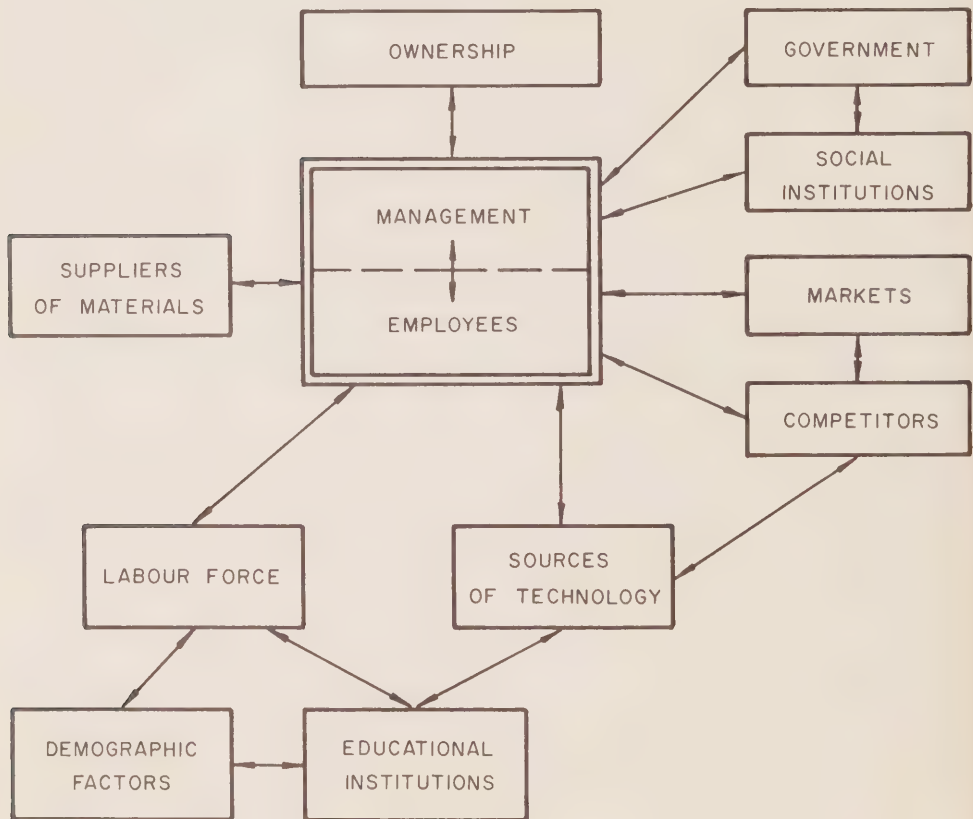 OWNERSHIP
GOVERNMENT
SOCIAL
INSTITUTIONS
MANAGEMENT
EMPLOYEES
SUPPLIERS
OF MATERIALS
MARKETS
COMPETITORS
LABOUR FORCE
SOURCES
OF TECHNOLOGY
DEMOGRAPHIC
FACTORS
EDUCATIONAL
INSTITUTIONS